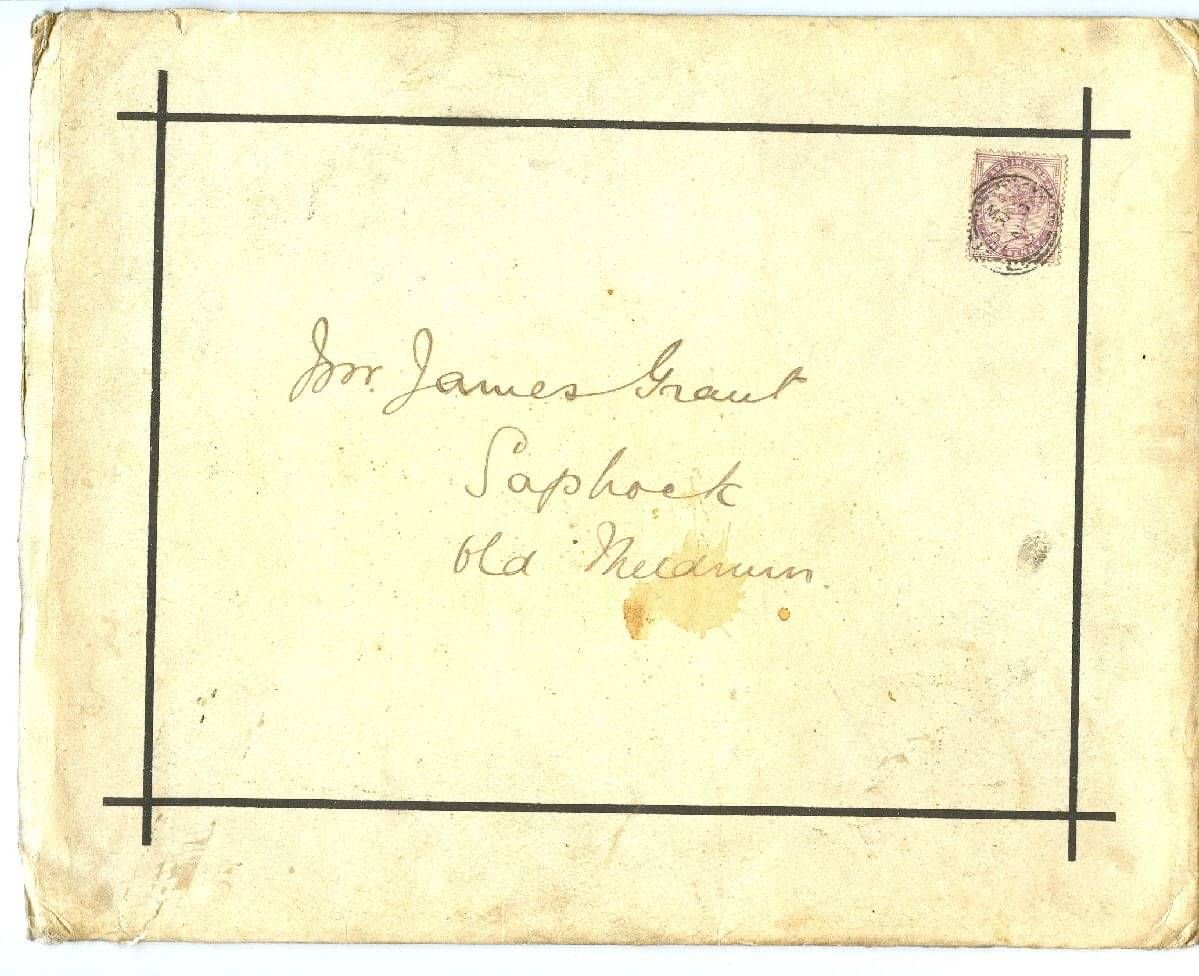 Mr. James Grant
Saphock
Old Meldrum.